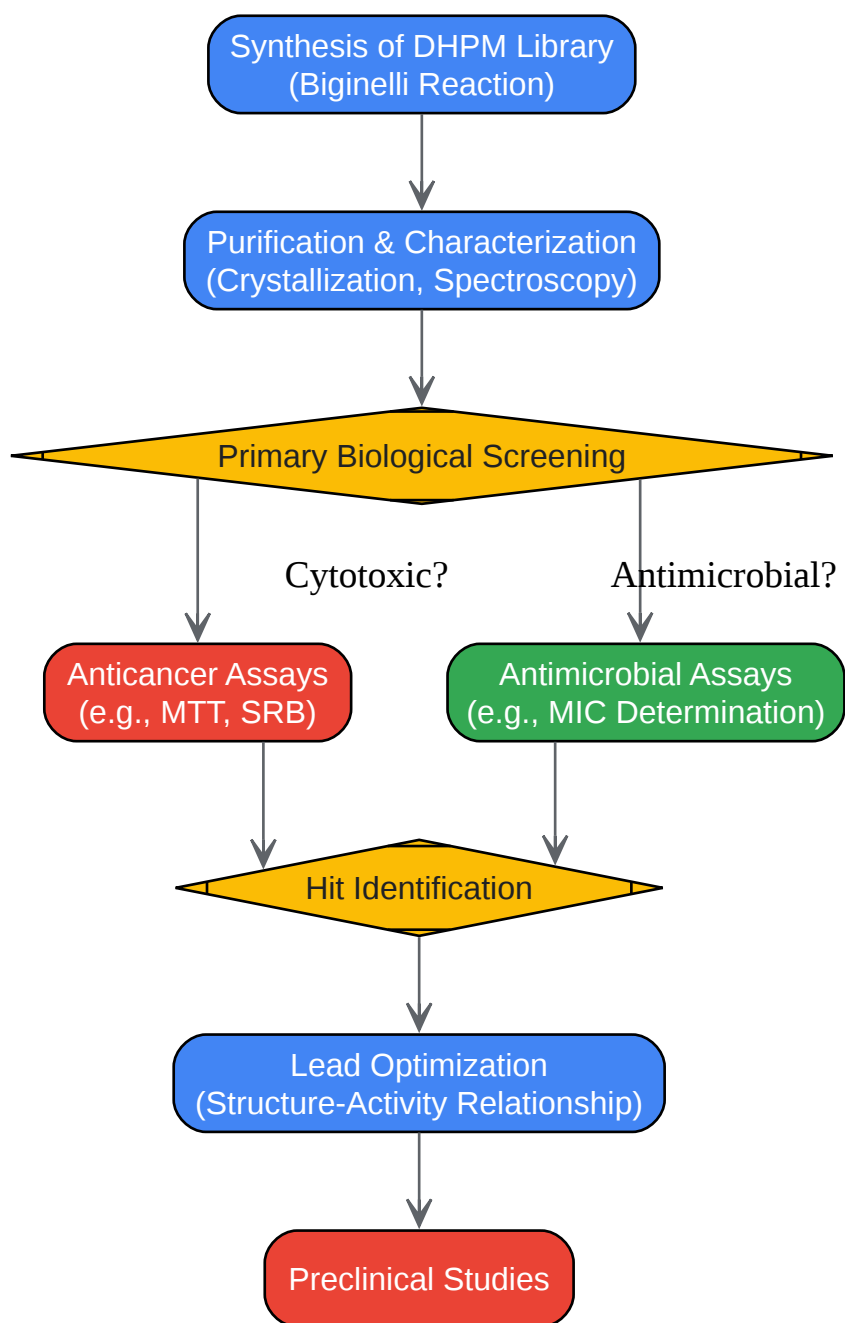 Synthesis of DHPM Library
(Biginelli Reaction)
Purification & Characterization
(Crystallization, Spectroscopy)
Primary Biological Screening
Cytotoxic?
Antimicrobial?
Anticancer Assays
(e.g., MTT, SRB)
Antimicrobial Assays
(e.g., MIC Determination)
Hit Identification
Lead Optimization
(Structure-Activity Relationship)
Preclinical Studies